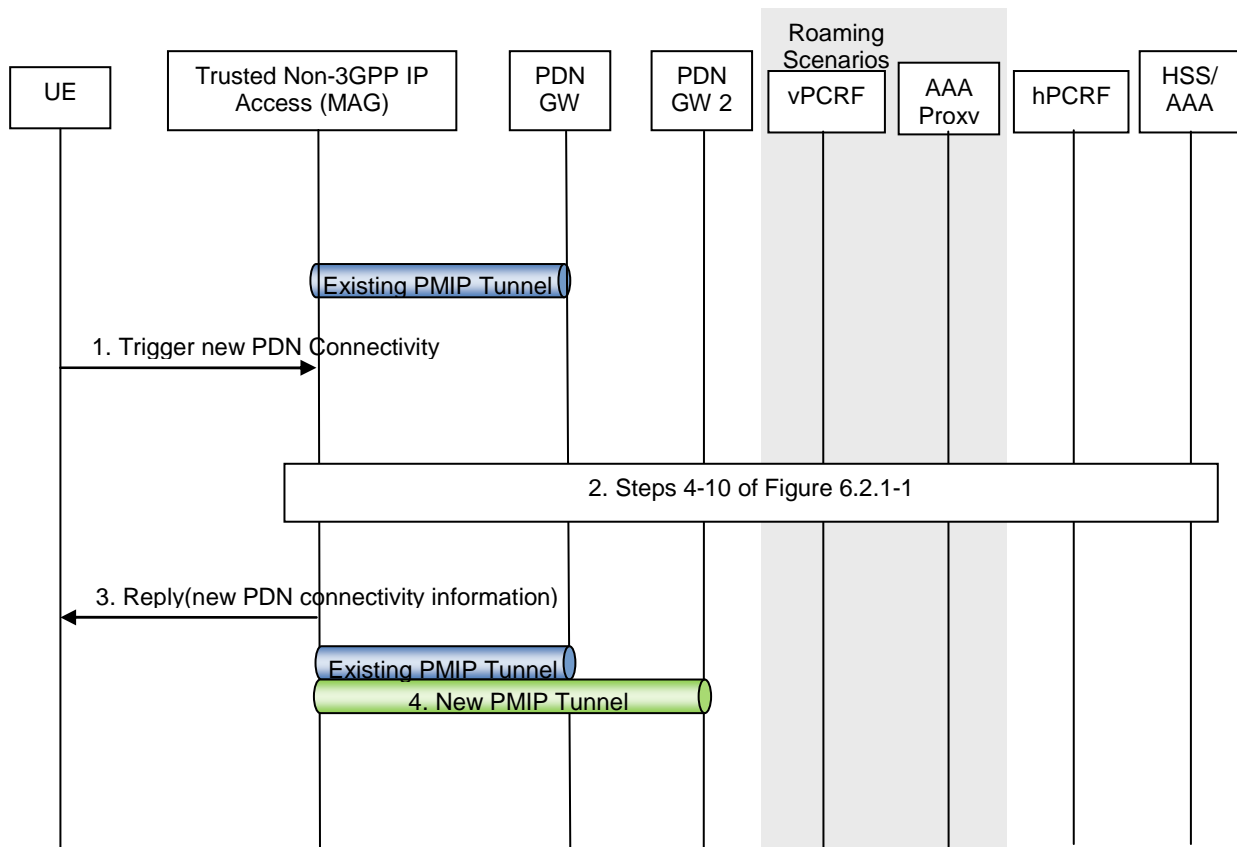 Roaming
Scenarios
UE
Trusted Non-3GPP IP
Access (MAG)
PDN
GW
PDN
GW 2
vPCRF
AAA
Proxv
hPCRF
HSS/
AAA
Existing PMIP Tunnel
1. Trigger new PDN Connectivity
2. Steps 4-10 of Figure 6.2.1-1
3. Reply(new PDN connectivity information)
Existing PMIP Tunnel
4. New PMIP Tunnel